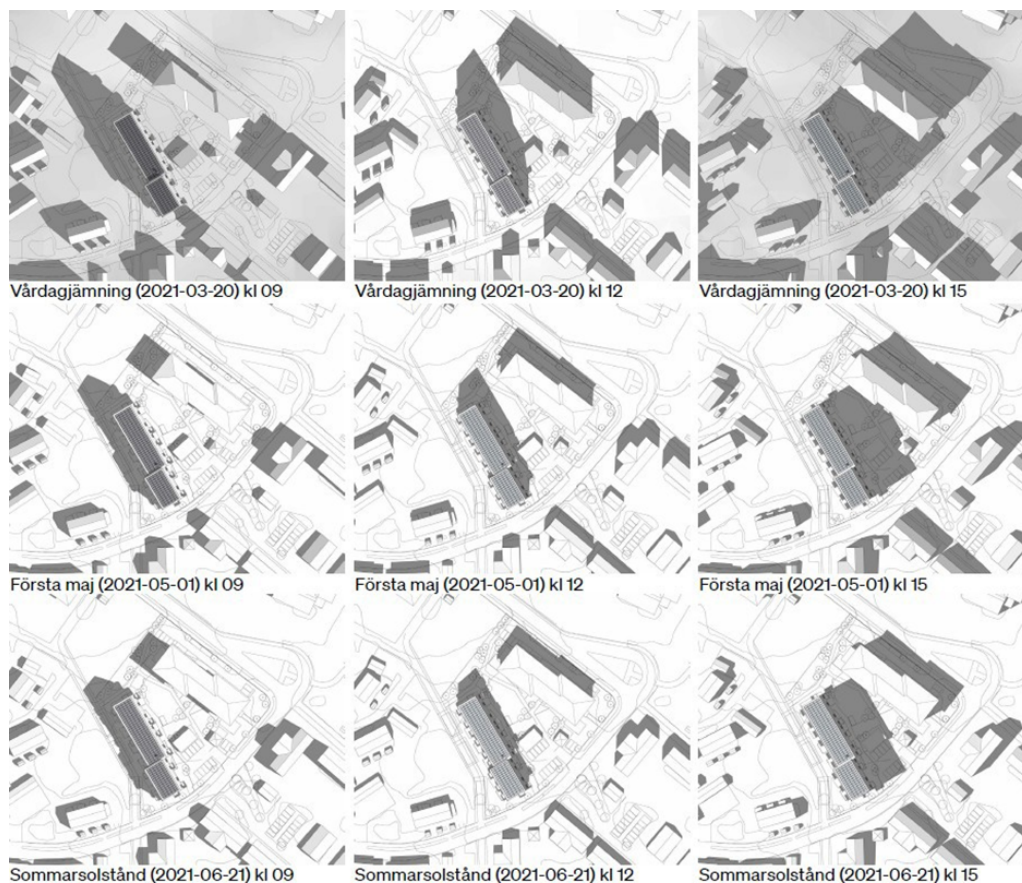 Vårdagjämning (2021-03-20) kl 09
Vårdagjämning (2021-03-20) kl 12
Vårdagjämning (2021-03-20) kl 15
Första maj (2021-05-01) kl 09
Första maj (2021-05-01) kl 12
Första maj (2021-05-01) kl 15
Sommarsolstånd (2021-06-21) kl 09
Sommarsolstånd (2021-06-21) kl 12
Sommarsolstånd (2021-06-21) kl 15